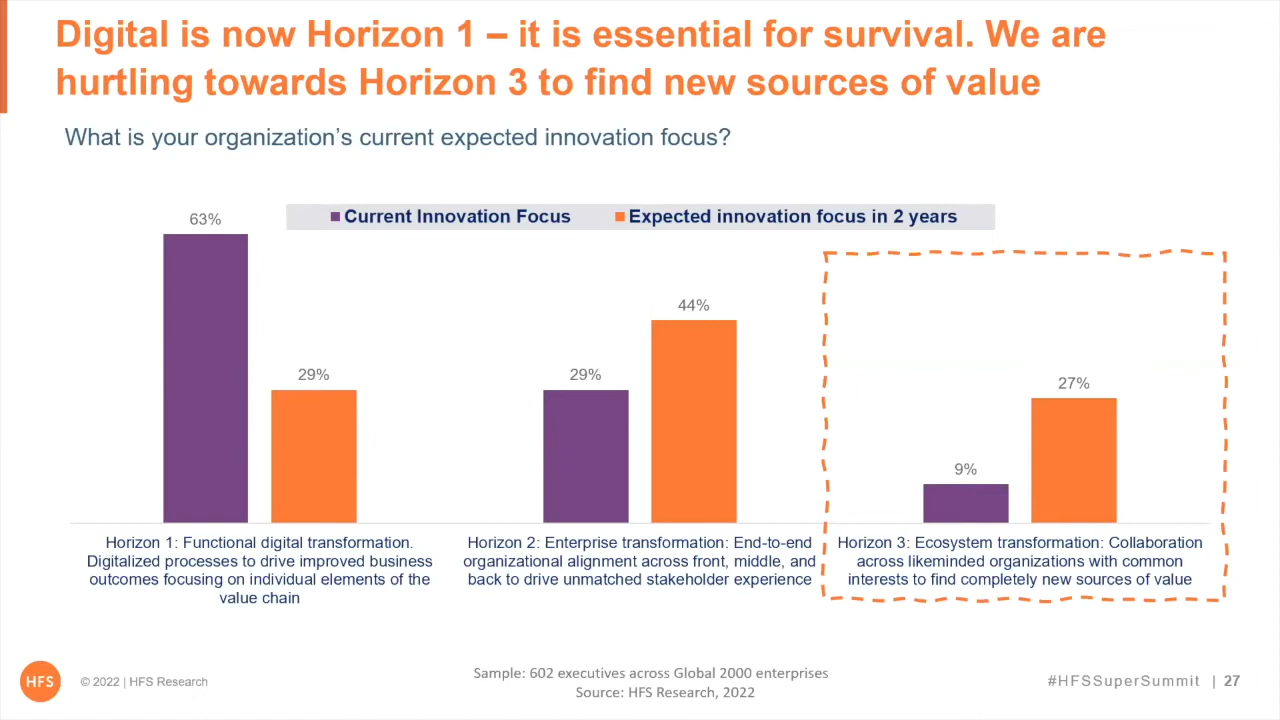 Digital is now Horizon 1 – it is essential for survival. We are
hurtling towards Horizon 3 to find new sources of value
What is your organization’s current expected innovation focus?
Current Innovation Focus
Expected innovation focus in 2 years
63%
29%
29%
44%
9%
27%
Horizon 1: Functional digital transformation.
Digitalized processes to drive improved business
outcomes focusing on individual elements of the
value chain
Horizon 2: Enterprise transformation: End-to-end
organizational alignment across front, middle, and
back to drive unmatched stakeholder experience
Horizon 3: Ecosystem transformation: Collaboration
across likeminded organizations with common
interests to find completely new sources of value
HFS
© 2022 | HFS Research
Sample: 602 executives across Global 2000 enterprises
Source: HFS Research, 2022
#HFSSuperSummit | 27